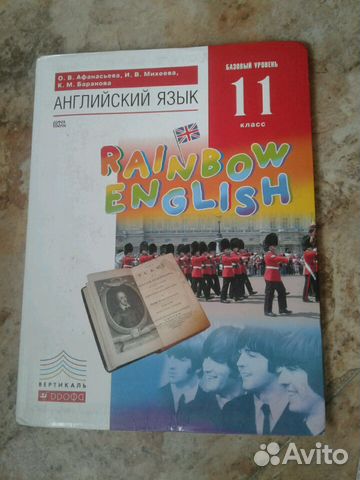 О. В. Афанасьева, И. В. Михеева,
К. М. Баранова
АНГЛИЙСКИЙ ЯЗЫК
БАЗОВЫЙ УРОВЕНЬ
11
класс
RAINBOW
ENGLISH
ВЕРТИКАЛЬ
ДРОФА
Avito